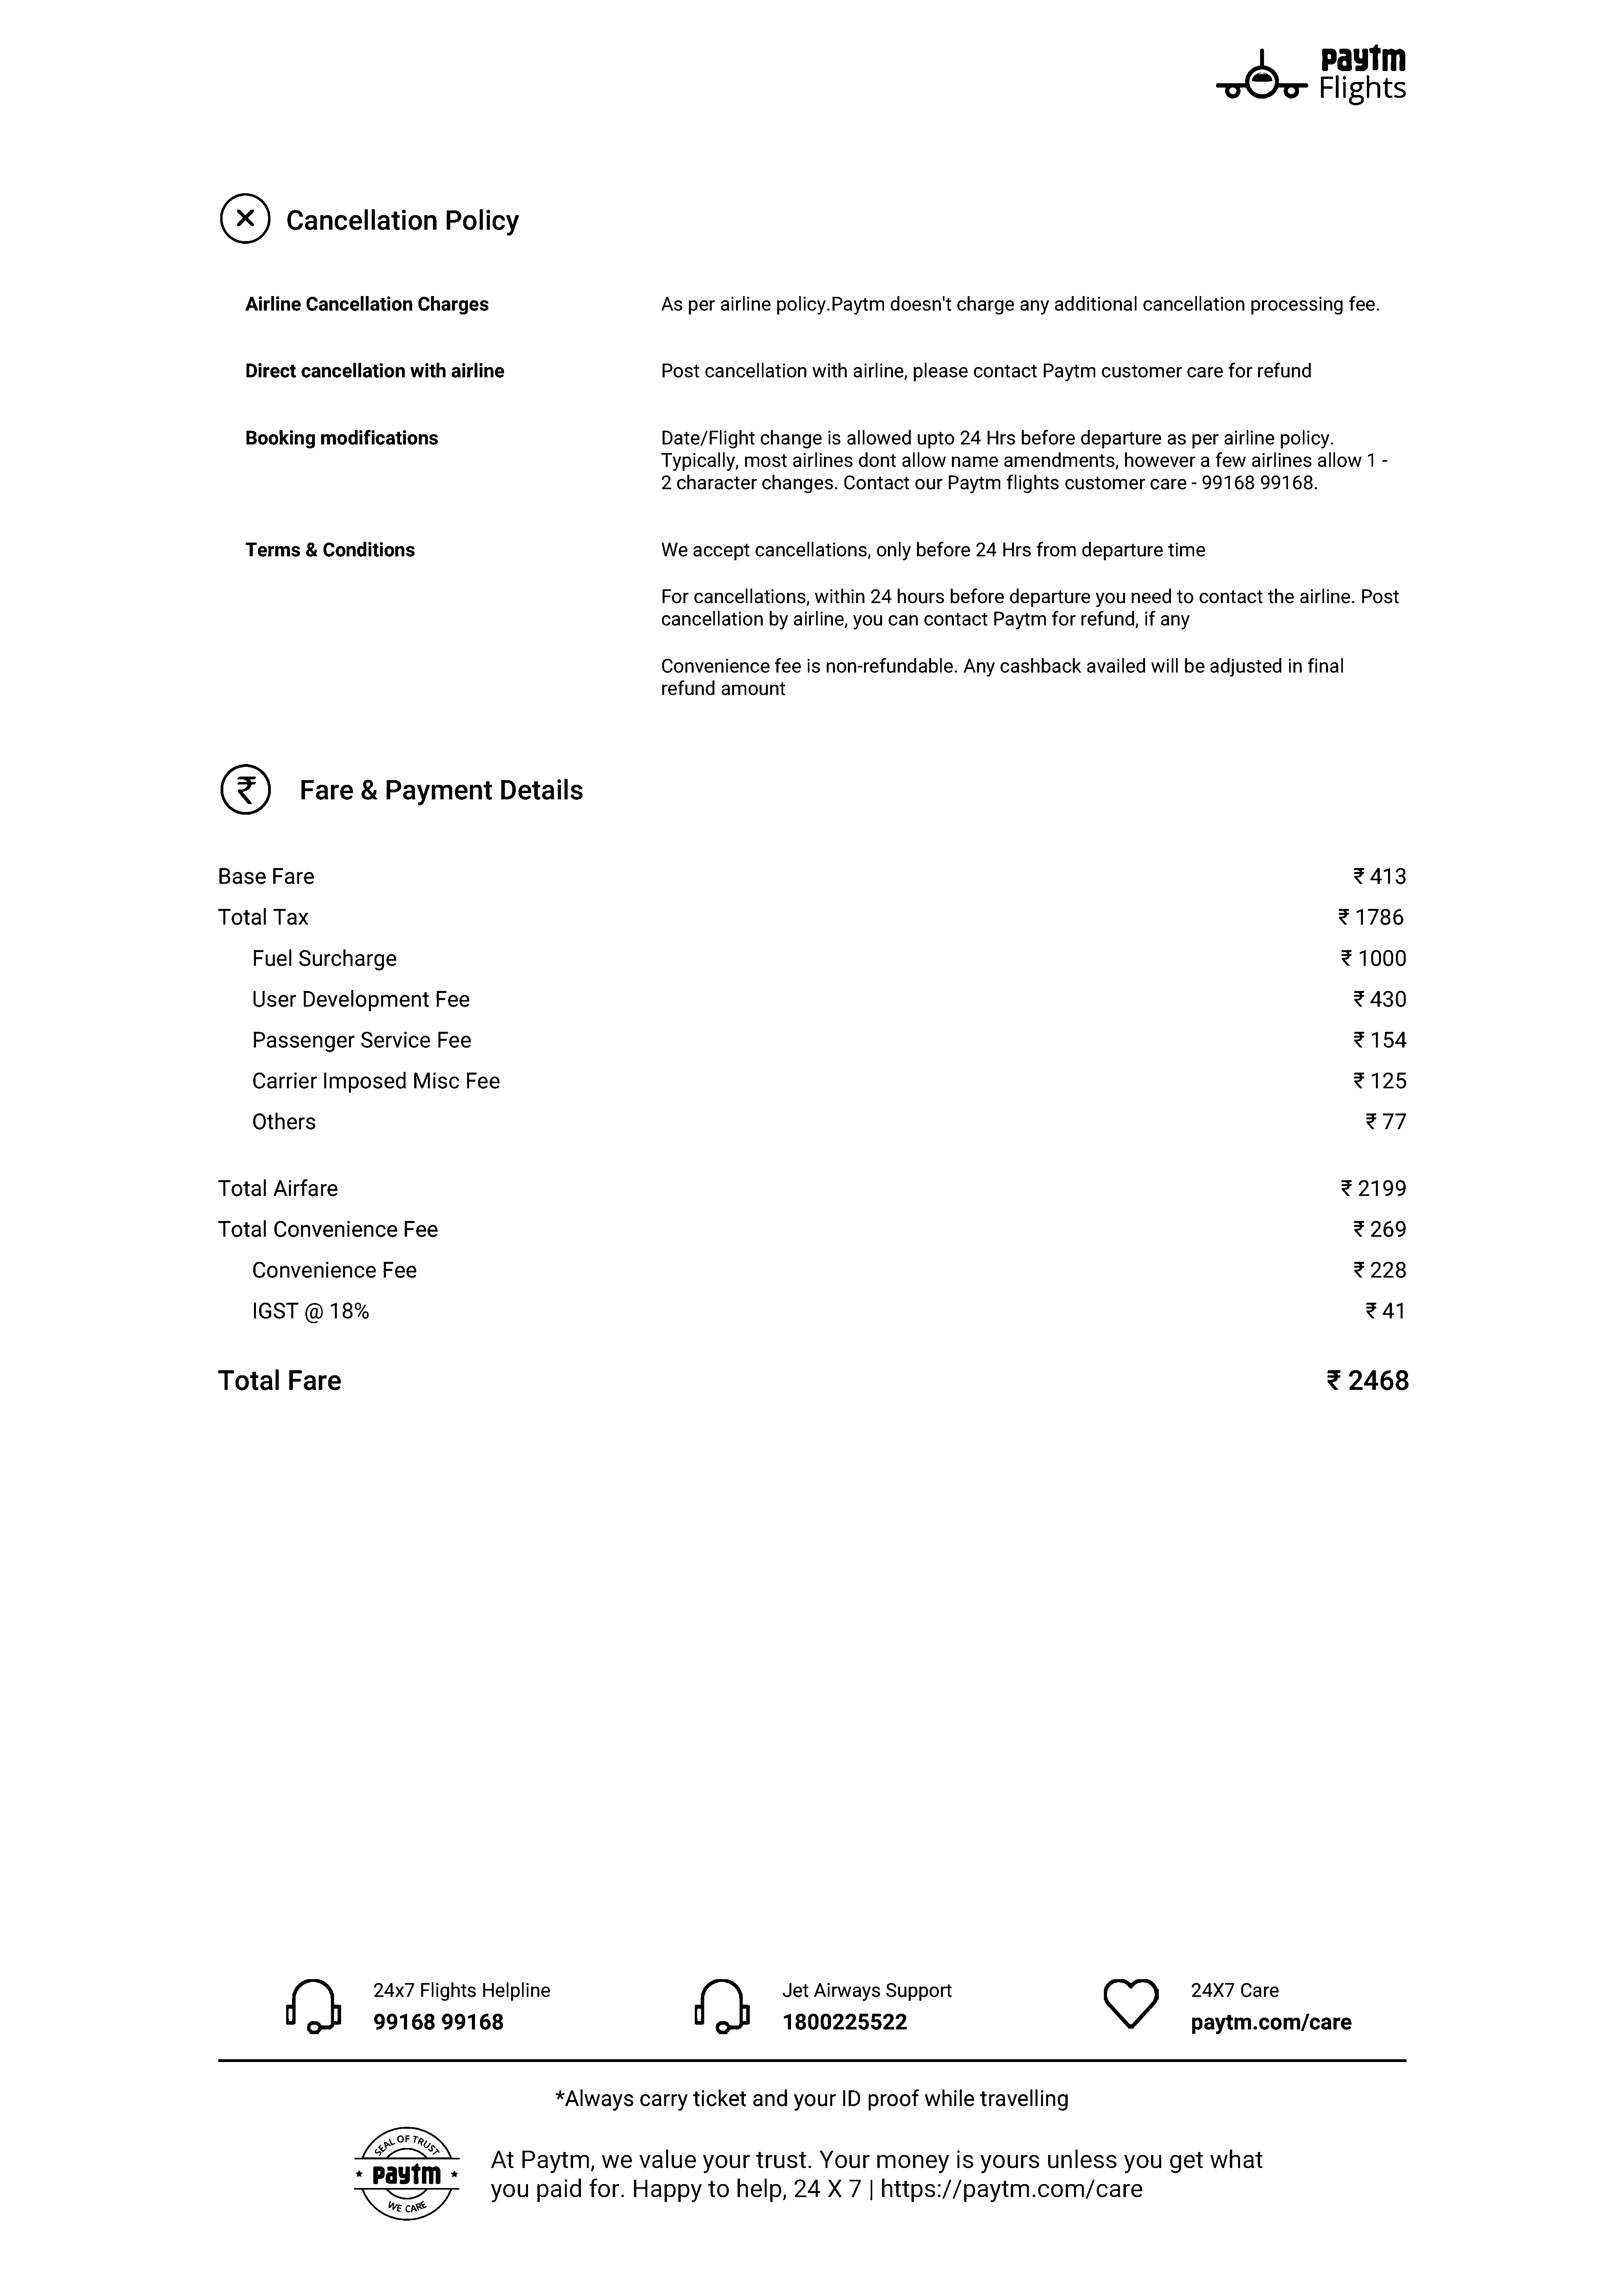 paytm
Flights
Cancellation Policy
Airline Cancellation Charges As per airline policy.Paytm doesn't charge any additional cancellation processing fee.
Direct cancellation with airline Post cancellation with airline, please contact Paytm customer care for refund
Booking modifications Date/Flight change is allowed upto 24 Hrs before departure as per airline policy.
Typically, most airlines dont allow name amendments, however a few airlines allow 1 -
2 character changes. Contact our Paytm flights customer care - 99168 99168.
Terms & Conditions We accept cancellations, only before 24 Hrs from departure time
For cancellations, within 24 hours before departure you need to contact the airline. Post
cancellation by airline, you can contact Paytm for refund, if any
Convenience fee is non-refundable. Any cashback availed will be adjusted in final
refund amount
₹ Fare & Payment Details
Base Fare ₹ 413
Total Tax ₹ 1786
Fuel Surcharge ₹ 1000
User Development Fee ₹ 430
Passenger Service Fee ₹ 154
Carrier Imposed Misc Fee ₹ 125
Others ₹ 77
Total Airfare ₹ 2199
Total Convenience Fee ₹ 269
Convenience Fee ₹ 228
IGST @ 18% ₹ 41
Total Fare ₹ 2468
24x7 Flights Helpline Jet Airways Support 24X7 Care
99168 99168 1800225522 paytm.com/care
*Always carry ticket and your ID proof while travelling
SEAL OF TRUST
paytm
WE CARE
At Paytm, we value your trust. Your money is yours unless you get what
you paid for. Happy to help, 24 X 7 | https://paytm.com/care